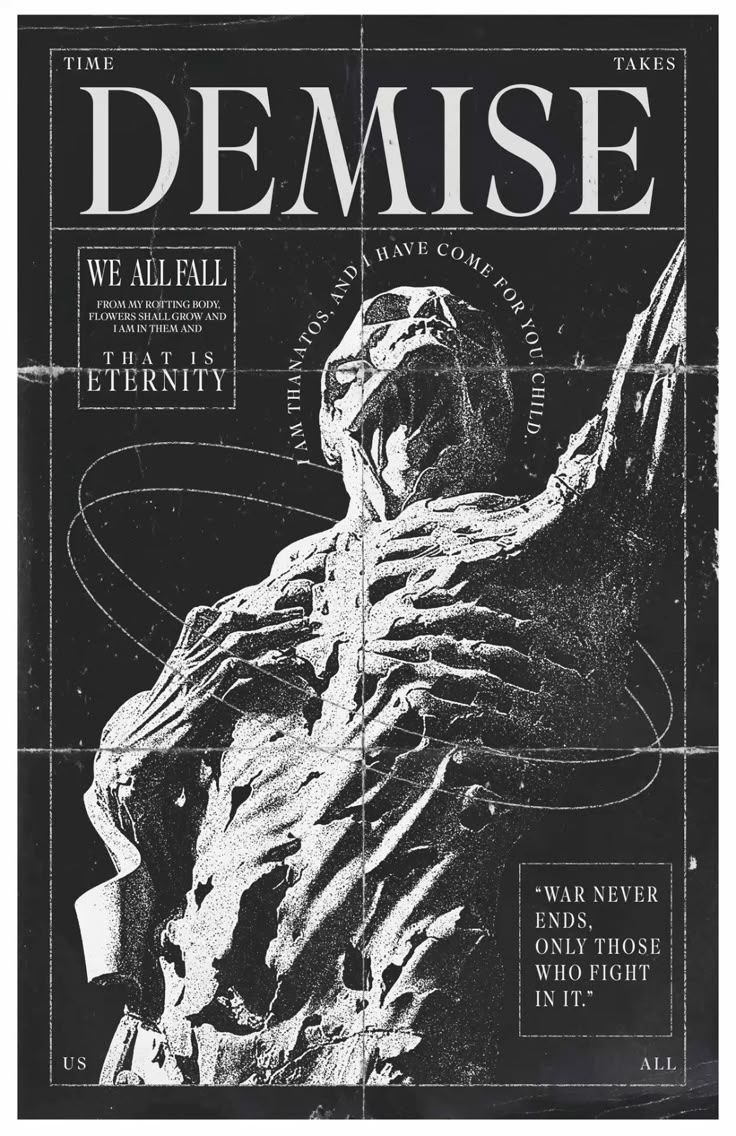 TIME
TAKES
DEMISE
WE ALL FALL
FROM MY ROTTING BODY,
FLOWERS SHALL GROW AND
I AM IN THEM AND
THAT IS
ETERNITY
I AM THANATOS, AND I HAVE COME FOR YOU, CHILD.
“WAR NEVER
ENDS,
ONLY THOSE
WHO FIGHT
IN IT.”
US
ALL